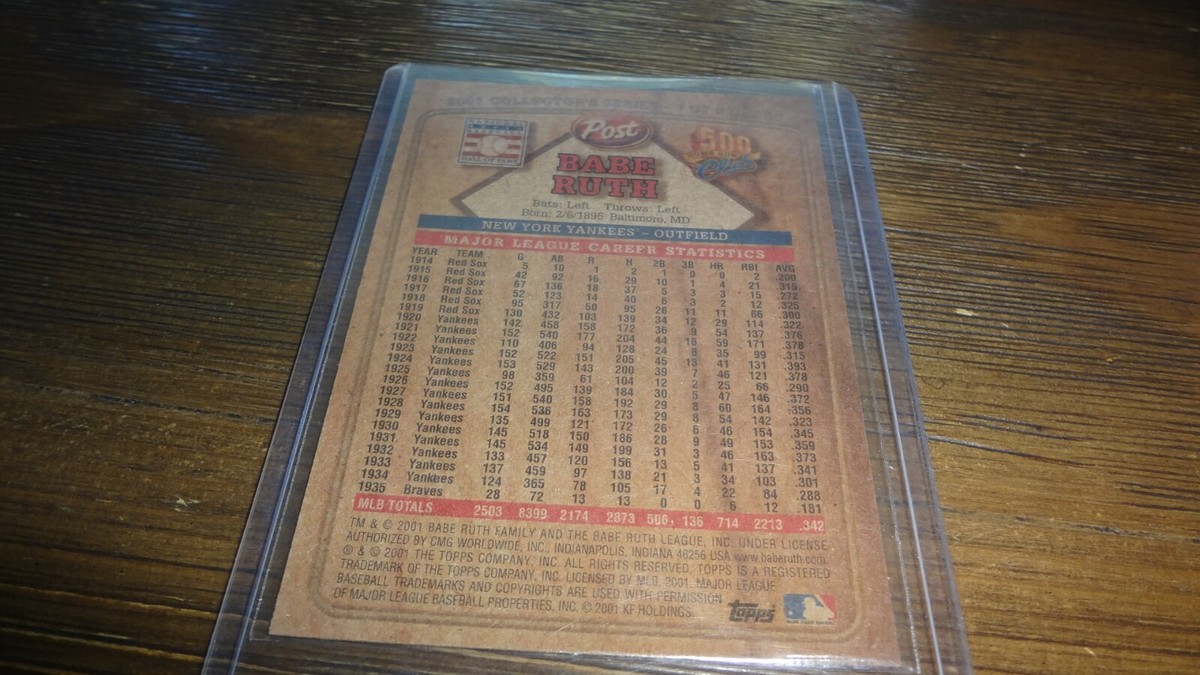 2001 COLLECTOR'S SERIES - 1 OF
NATIONAL BASEBALL HALL OF FAME
Post
500
Club
BABE
RUTH
Bats: Left Throws: Left
Born: 2/6/1895 Baltimore, MD
NEW YORK YANKEES™ – OUTFIELD
MAJOR LEAGUE CAREER STATISTICS
YEAR TEAM G AB R H 2B 3B HR RBI AVG
1914 Red Sox 5 10 1 2 1 0 0 2 .200
1915 Red Sox 42 92 16 29 10 1 4 21 .315
1916 Red Sox 67 136 18 37 5 3 3 15 .272
1917 Red Sox 52 123 14 40 6 3 2 12 .325
1918 Red Sox 95 317 50 95 26 11 11 66 .300
1919 Red Sox 130 432 103 139 34 12 29 114 .322
1920 Yankees 142 458 158 172 36 9 54 137 .376
1921 Yankees 152 540 177 204 44 16 59 171 .378
1922 Yankees 110 406 94 128 24 8 35 99 .315
1923 Yankees 152 522 151 205 45 13 41 131 .393
1924 Yankees 153 529 143 200 39 7 46 121 .378
1925 Yankees 98 359 61 104 12 2 25 66 .290
1926 Yankees 152 495 139 184 30 5 47 146 .372
1927 Yankees 151 540 158 192 29 8 60 164 .356
1928 Yankees 154 536 163 173 29 8 54 142 .323
1929 Yankees 135 499 121 172 26 6 46 154 .345
1930 Yankees 145 518 150 186 28 9 49 153 .359
1931 Yankees 145 534 149 199 31 3 46 163 .373
1932 Yankees 133 457 120 156 13 5 41 137 .341
1933 Yankees 137 459 97 138 21 3 34 103 .301
1934 Yankees 124 365 78 105 17 4 22 84 .288
1935 Braves 28 72 13 13 0 0 6 12 .181
MLB TOTALS 2503 8399 2174 2873 506 136 714 2213 .342
TM & © 2001 BABE RUTH FAMILY AND THE BABE RUTH LEAGUE, INC. UNDER LICENSE
AUTHORIZED BY CMG WORLDWIDE, INC., INDIANAPOLIS, INDIANA 46256 USA www.baberuth.com
® & © 2001 THE TOPPS COMPANY, INC. ALL RIGHTS RESERVED. TOPPS IS A REGISTERED
TRADEMARK OF THE TOPPS COMPANY, INC. LICENSED BY MLB, 2001. MAJOR LEAGUE
BASEBALL TRADEMARKS AND COPYRIGHTS ARE USED WITH PERMISSION
OF MAJOR LEAGUE BASEBALL PROPERTIES, INC. © 2001 KF HOLDINGS.
topps